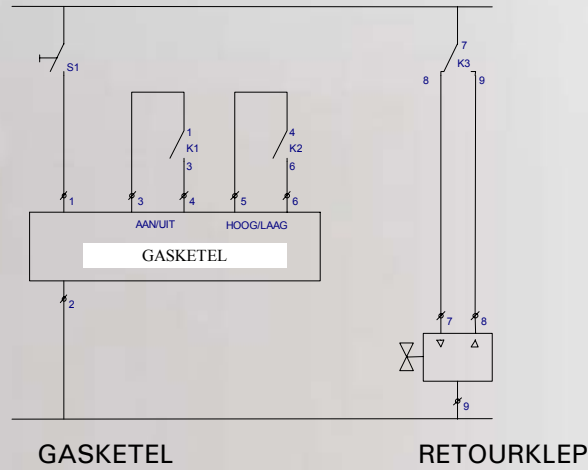 7
K3
S1
8 9
1 4
K1 K2
3 6
1 3 4 5 6
AAN/UIT HOOG/LAAG
GASKETEL
2
7 8
9
GASKETEL RETOURKLEP